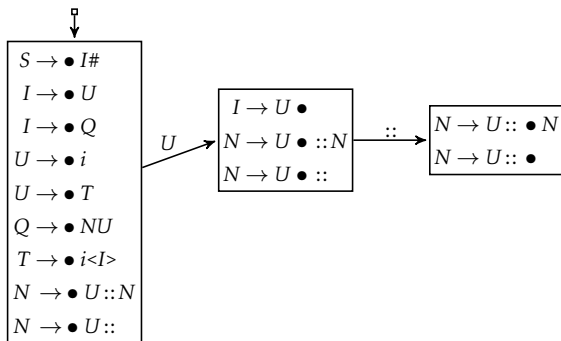 S → • I#
I → • U
I → • Q
U → • i
U → • T
Q → • NU
T → • i<I>
N → • U::N
N → • U::
U
I → U •
N → U • ::N
N → U • ::
::
N → U:: • N
N → U:: •